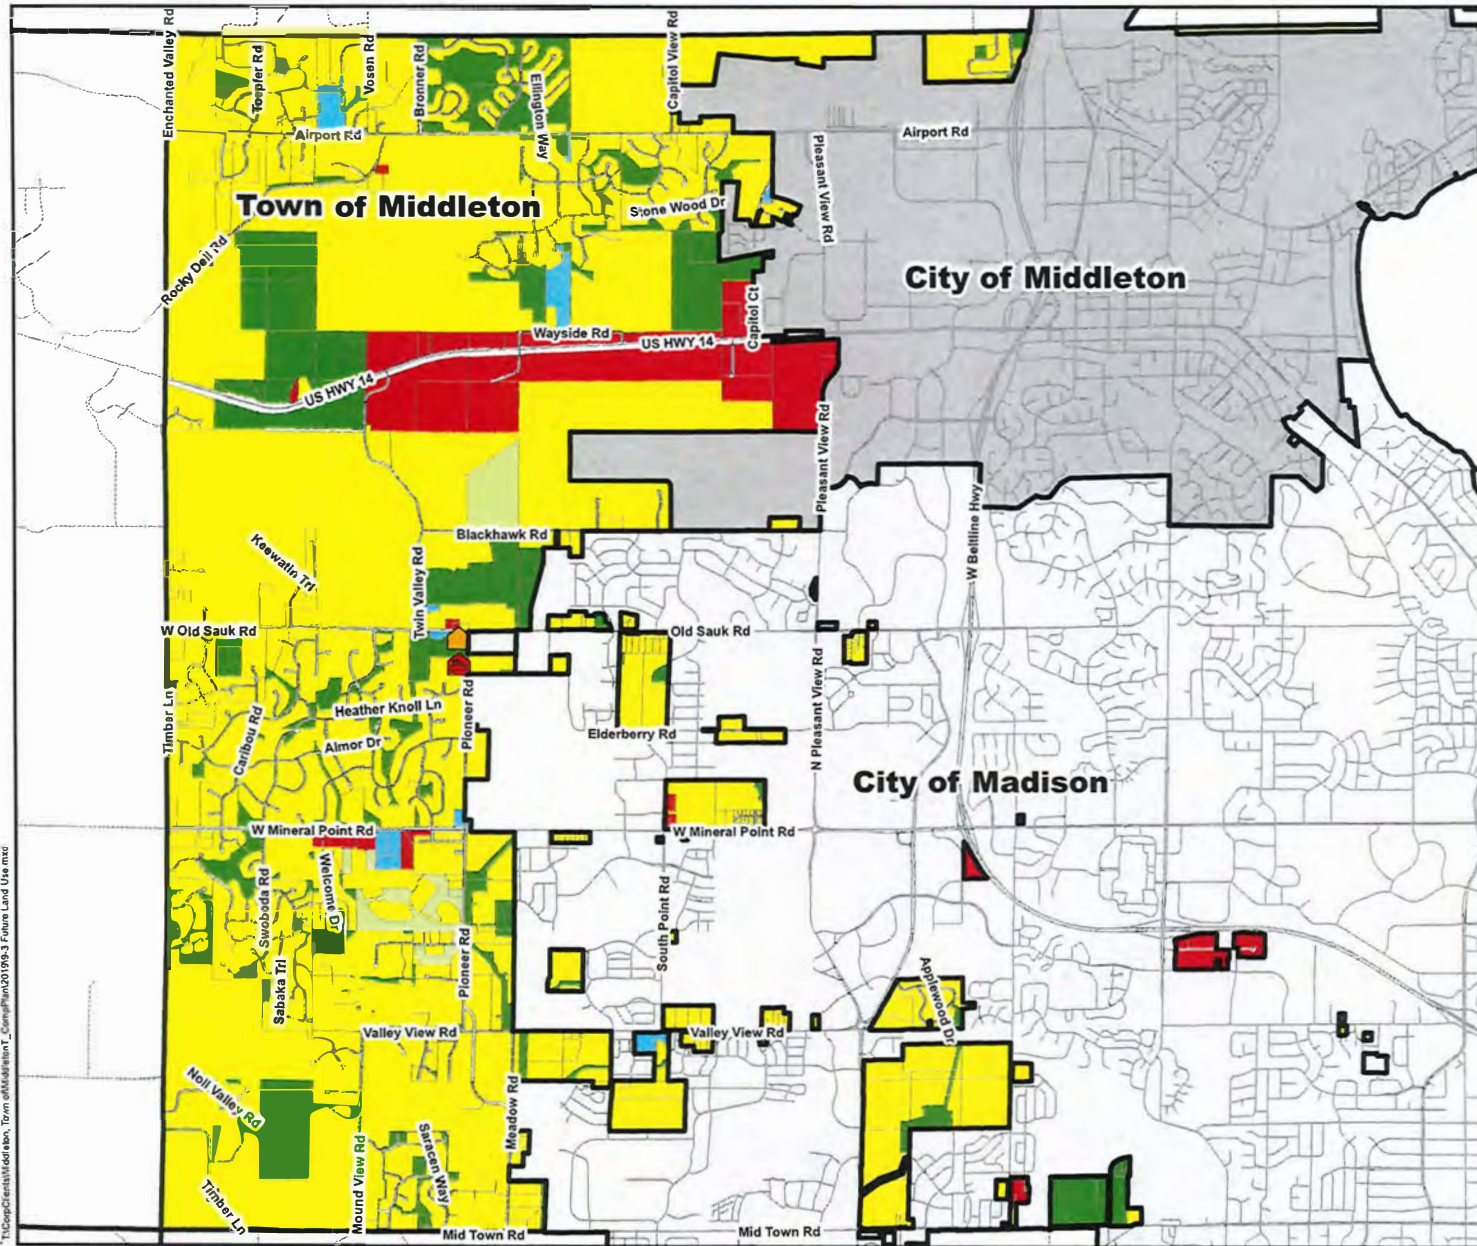 Enchanted Valley Rd
Toepfer Rd
Vosen Rd
Bronner Rd
Ellington Way
Capitol View Rd
Airport Rd
Airport Rd
Pleasant View Rd
Town of Middleton
Stone Wood Dr
Rocky Dell Rd
City of Middleton
Capitol Ct
Wayside Rd
US HWY 14
US HWY 14
Pleasant View Rd
W Beltline Hwy
Blackhawk Rd
Keewatin Trl
Twin Valley Rd
W Old Sauk Rd
Old Sauk Rd
Timber Ln
Caribou Rd
Heather Knoll Ln
Almor Dr
Pioneer Rd
Elderberry Rd
N Pleasant View Rd
City of Madison
W Mineral Point Rd
W Mineral Point Rd
Swoboda Rd
Welcome Dr
Sabaka Trl
Pioneer Rd
South Point Rd
Applewood Dr
Valley View Rd
Valley View Rd
Noll Valley Rd
Mound View Rd
Saracen Way
Meadow Rd
Timber Ln
Mid Town Rd
Mid Town Rd